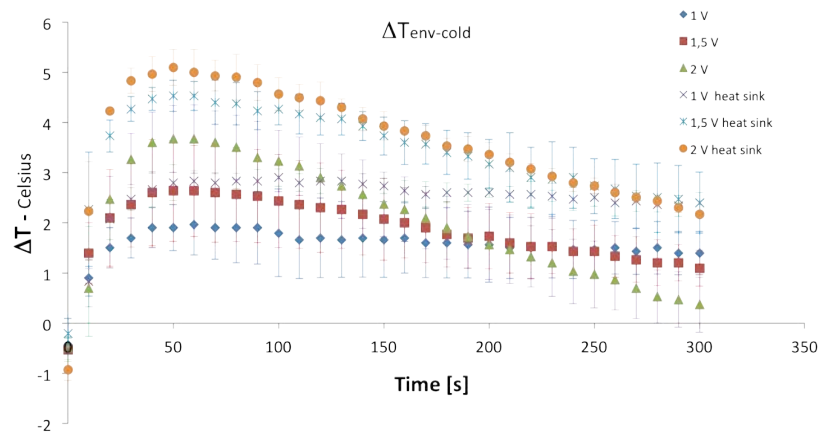 ΔTenv-cold
1 V
1,5 V
2 V
1 V heat sink
1,5 V heat sink
2 V heat sink
ΔT - Celsius
6
5
4
3
2
1
0
-1
-2
50
100
150
200
250
300
350
Time [s]